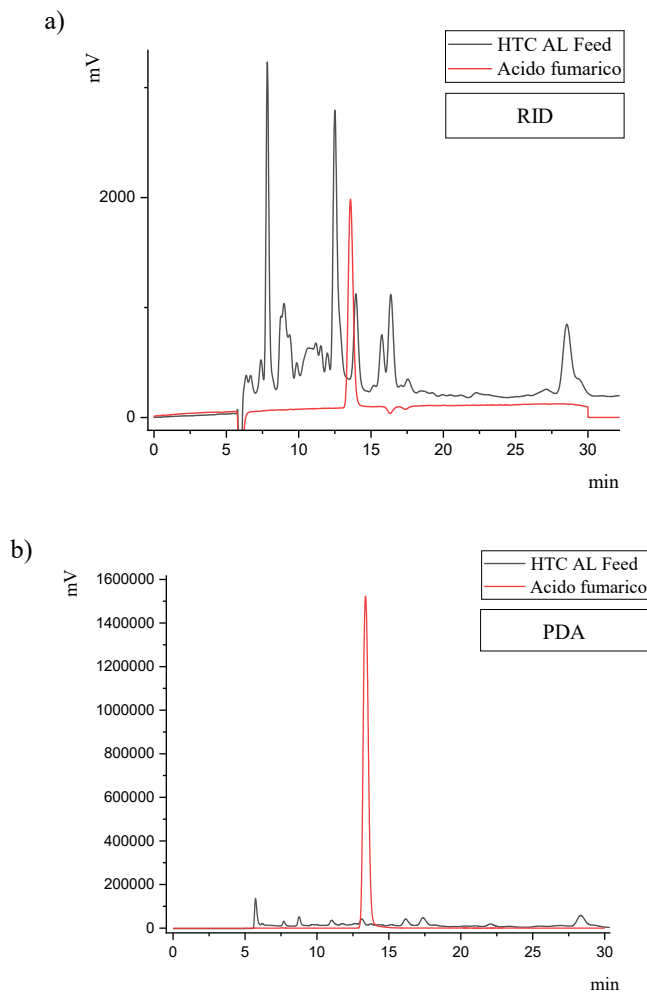 a)
HTC AL Feed
Acido fumarico
RID
mV
2000
0
0
5
10
15
20
25
30
min
b)
HTC AL Feed
Acido fumarico
PDA
mV
1600000
1400000
1200000
1000000
800000
600000
400000
200000
0
0
5
10
15
20
25
30
min